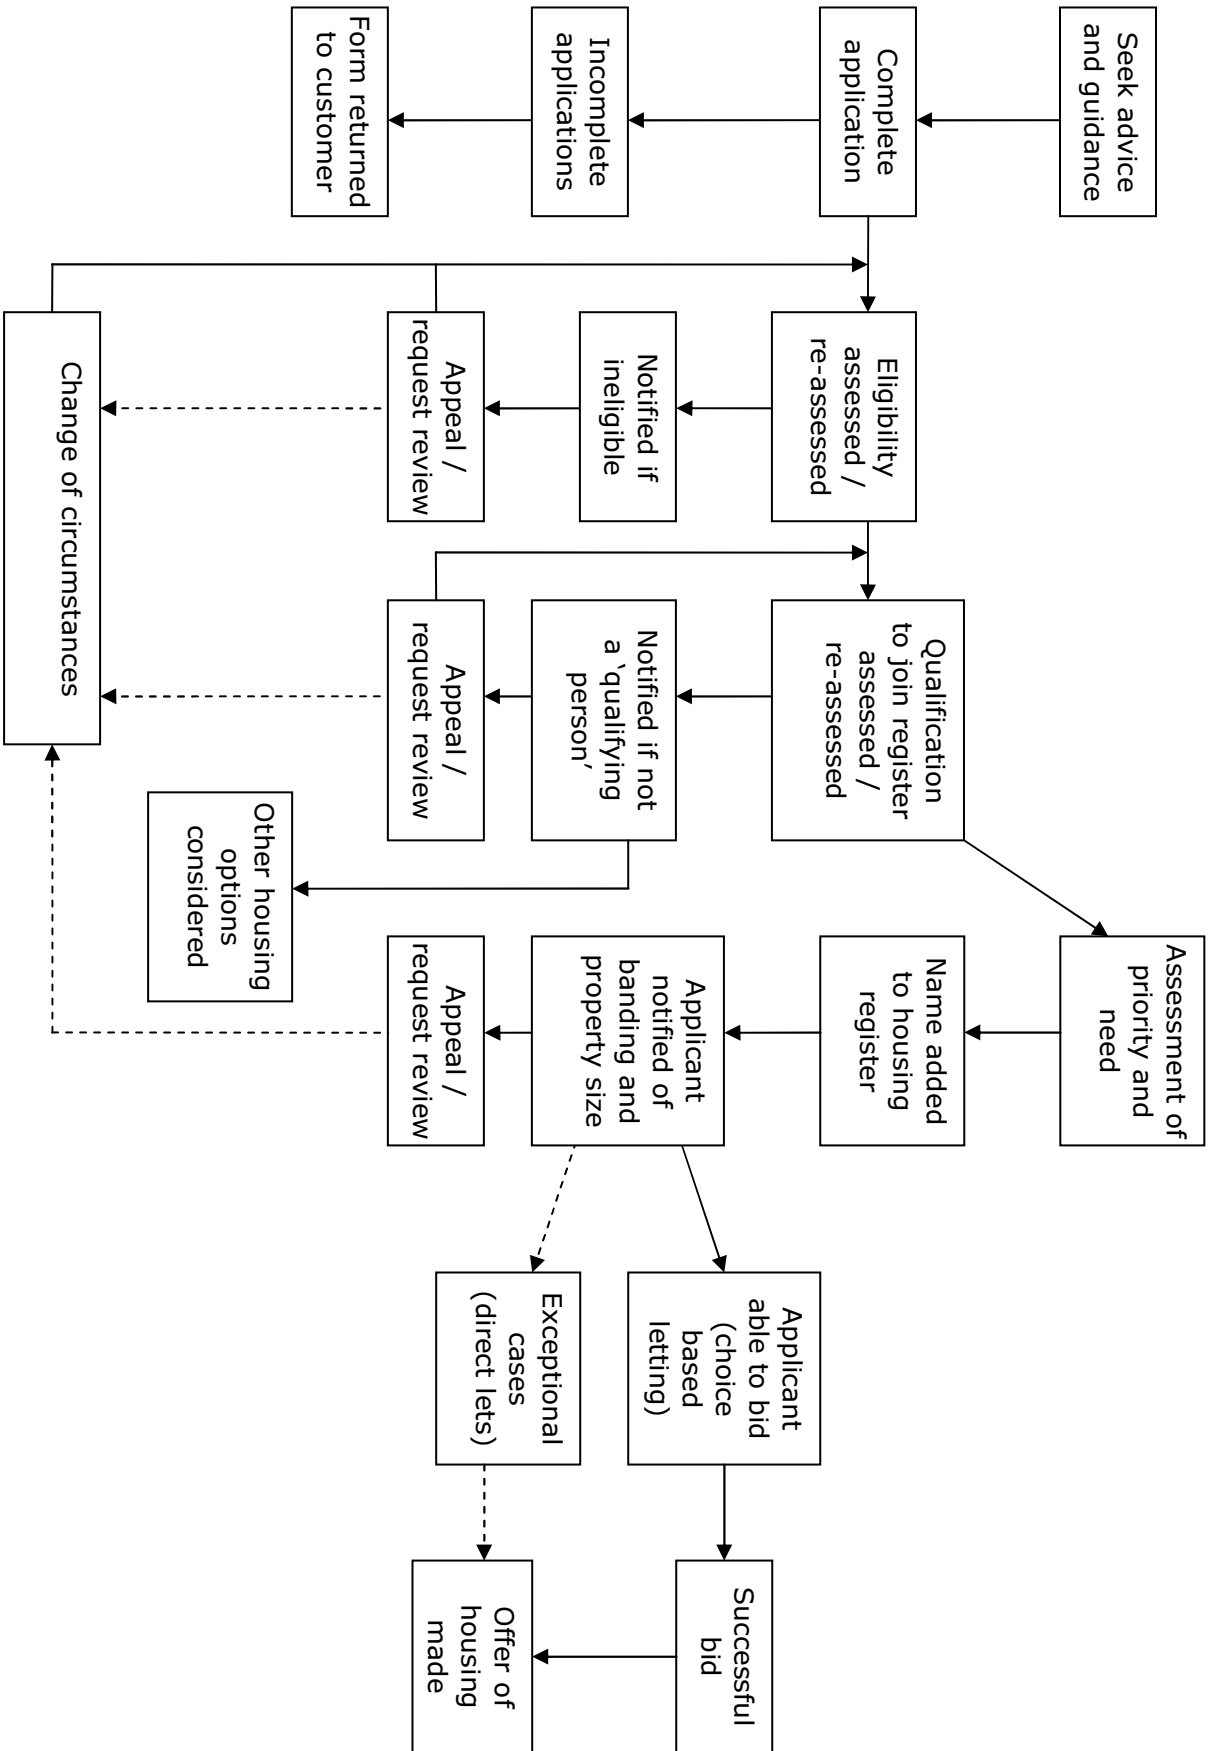 Seek advice
and guidance
Complete
application
Incomplete
applications
Form returned
to customer
Eligibility
assessed /
re-assessed
Notified if
ineligible
Appeal /
request review
Change of circumstances
Qualification
to join register
assessed /
re-assessed
Notified if not
a ‘qualifying
person’
Appeal /
request review
Other housing
options
considered
Assessment of
priority and
need
Name added
to housing
register
Applicant
notified of
banding and
property size
Appeal /
request review
Applicant
able to bid
(choice
based
letting)
Exceptional
cases
(direct lets)
Successful
bid
Offer of
housing
made